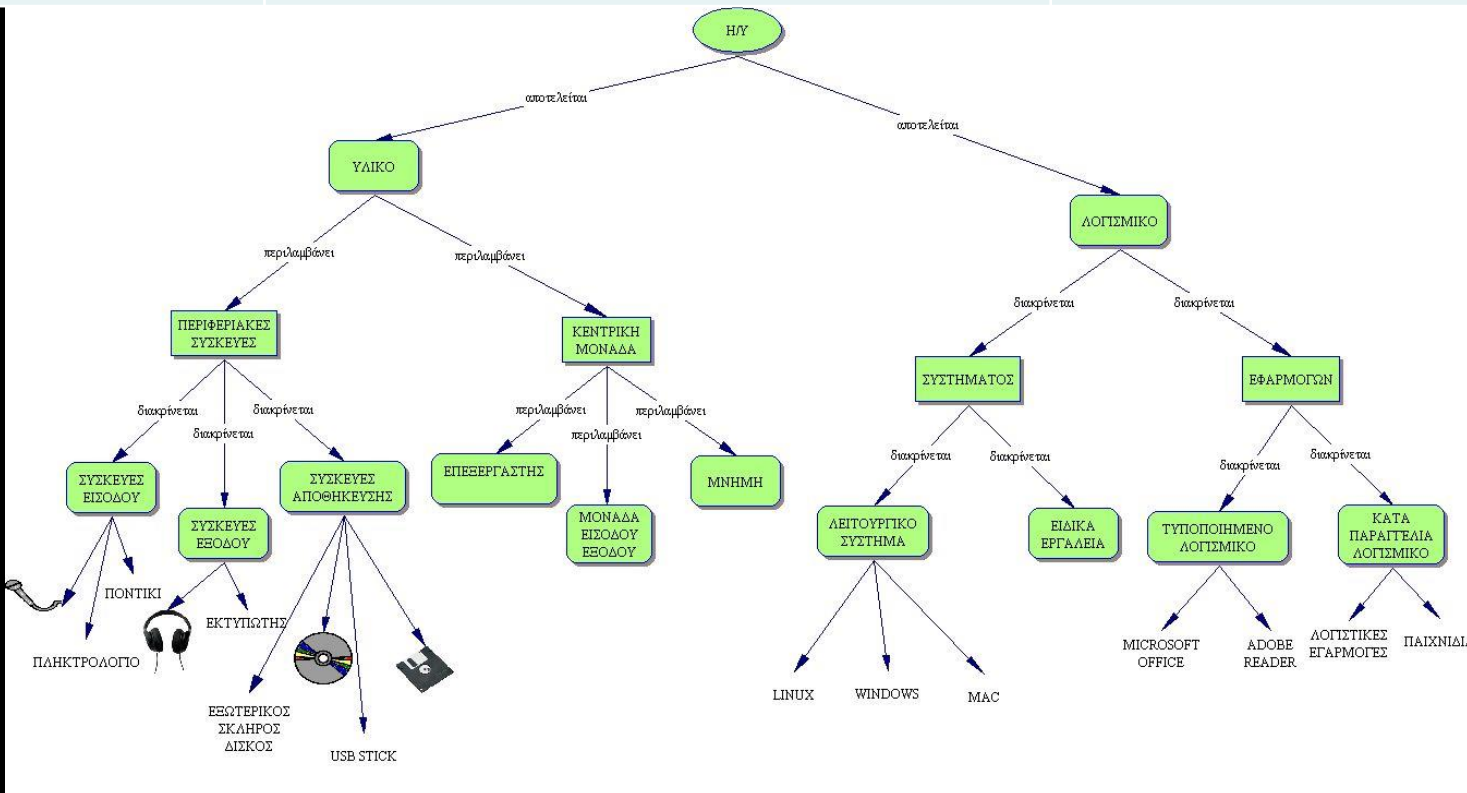 Η/Υ
αποτελείται
αποτελείται
ΥΛΙΚΟ
ΛΟΓΙΣΜΙΚΟ
περιλαμβάνει
περιλαμβάνει
διακρίνεται
διακρίνεται
ΠΕΡΙΦΕΡΙΑΚΕΣ
ΣΥΣΚΕΥΕΣ
ΚΕΝΤΡΙΚΗ
ΜΟΝΑΔΑ
ΣΥΣΤΗΜΑΤΟΣ
ΕΦΑΡΜΟΓΩΝ
διακρίνεται
διακρίνεται
διακρίνεται
περιλαμβάνει
περιλαμβάνει
περιλαμβάνει
διακρίνεται
διακρίνεται
διακρίνεται
διακρίνεται
ΣΥΣΚΕΥΕΣ
ΕΙΣΟΔΟΥ
ΣΥΣΚΕΥΕΣ
ΕΞΟΔΟΥ
ΣΥΣΚΕΥΕΣ
ΑΠΟΘΗΚΕΥΣΗΣ
ΕΠΕΞΕΡΓΑΣΤΗΣ
ΜΟΝΑΔΑ
ΕΙΣΟΔΟΥ
ΕΞΟΔΟΥ
ΜΝΗΜΗ
ΛΕΙΤΟΥΡΓΙΚΟ
ΣΥΣΤΗΜΑ
ΕΙΔΙΚΑ
ΕΡΓΑΛΕΙΑ
ΤΥΠΟΠΟΙΗΜΕΝΟ
ΛΟΓΙΣΜΙΚΟ
ΚΑΤΑ
ΠΑΡΑΓΓΕΛΙΑ
ΛΟΓΙΣΜΙΚΟ
ΠΟΝΤΙΚΙ
ΠΛΗΚΤΡΟΛΟΓΙΟ
ΕΚΤΥΠΩΤΗΣ
ΕΞΩΤΕΡΙΚΟΣ
ΣΚΛΗΡΟΣ
ΔΙΣΚΟΣ
USB STICK
LINUX
WINDOWS
MAC
MICROSOFT
OFFICE
ADOBE
READER
ΛΟΓΙΣΤΙΚΕΣ
ΕΓΑΡΜΟΓΕΣ
ΠΑΙΧΝΙΔΙΑ